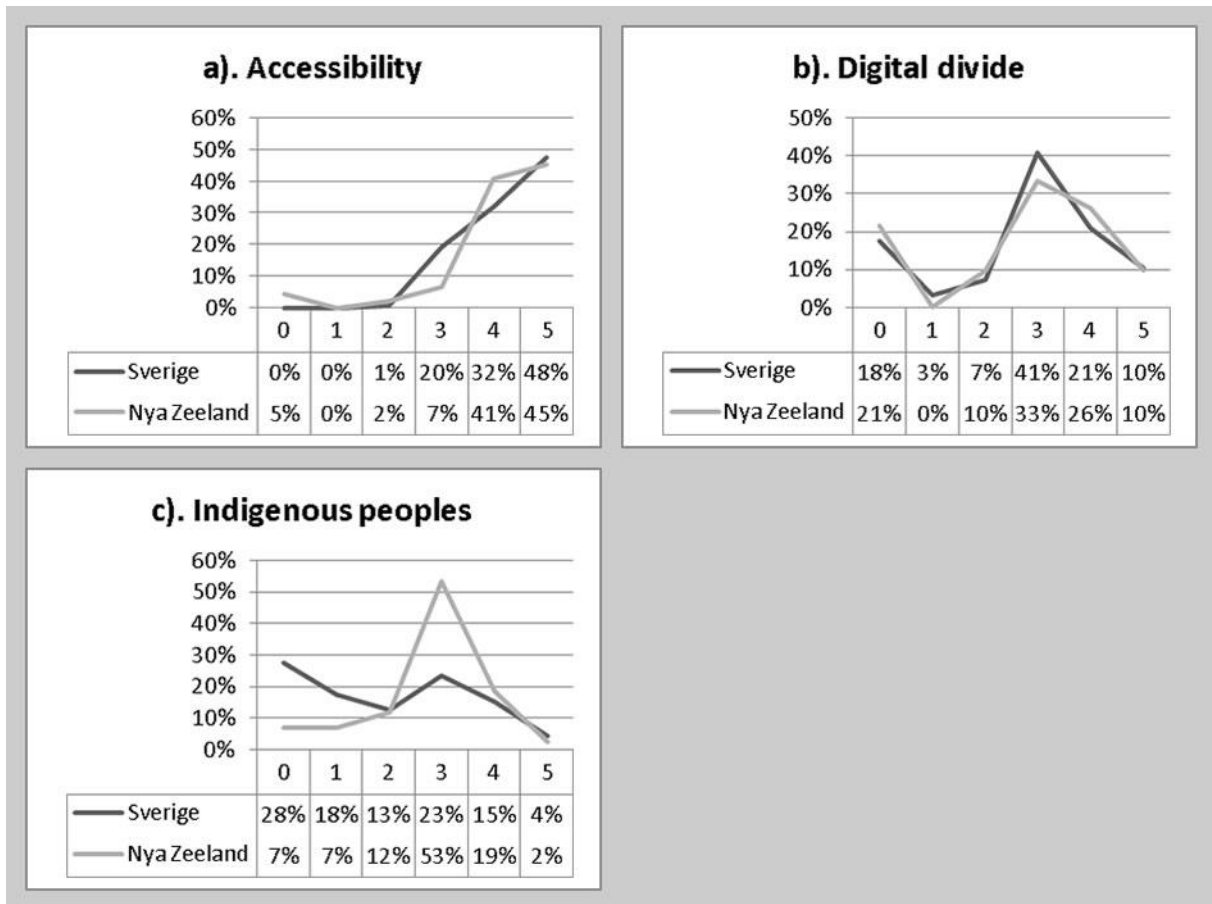 a). Accessibility
60%
50%
40%
30%
20%
10%
0%
0 1 2 3 4 5
Sverige 0% 0% 1% 20% 32% 48%
Nya Zeeland 5% 0% 2% 7% 41% 45%
b). Digital divide
50%
40%
30%
20%
10%
0%
0 1 2 3 4 5
Sverige 18% 3% 7% 41% 21% 10%
Nya Zeeland 21% 0% 10% 33% 26% 10%
c). Indigenous peoples
60%
50%
40%
30%
20%
10%
0%
0 1 2 3 4 5
Sverige 28% 18% 13% 23% 15% 4%
Nya Zeeland 7% 7% 12% 53% 19% 2%